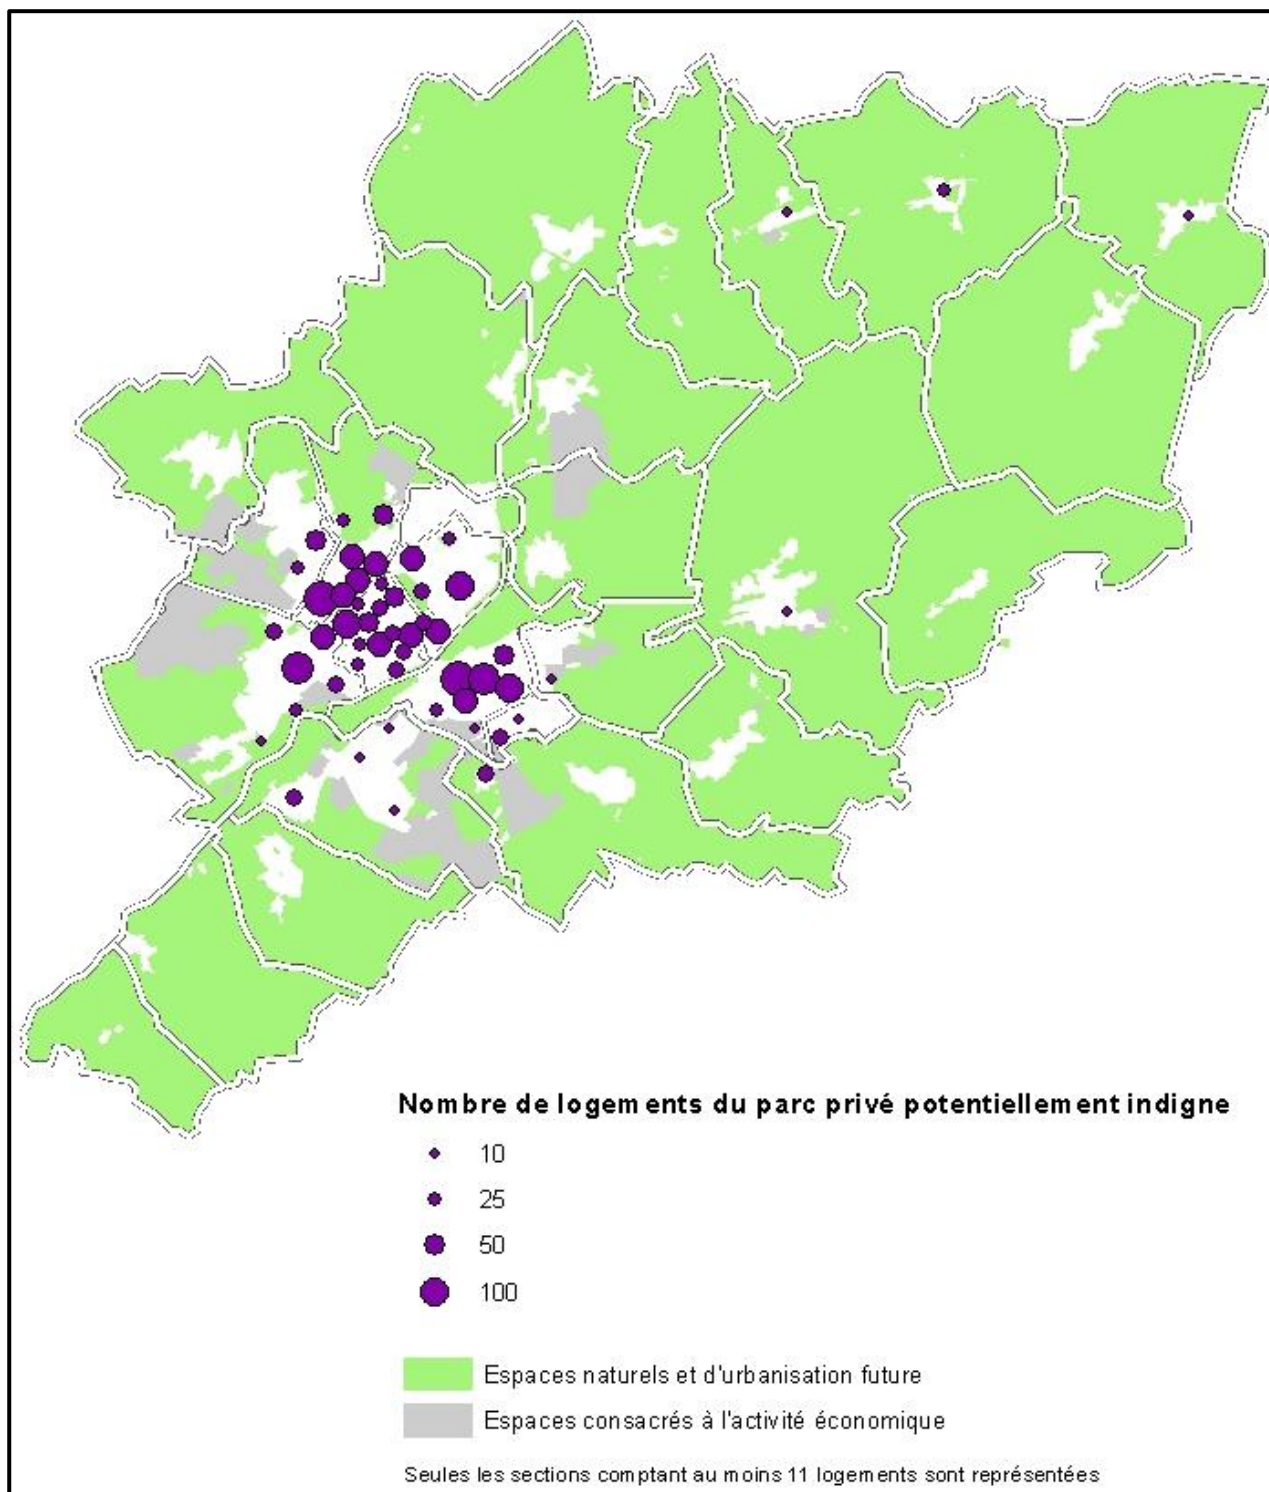 Nombre de logements du parc privé potentiellement indigne
10
25
50
100
Espaces naturels et d'urbanisation future
Espaces consacrés à l'activité économique
Seules les sections comptant au moins 11 logements sont représentées